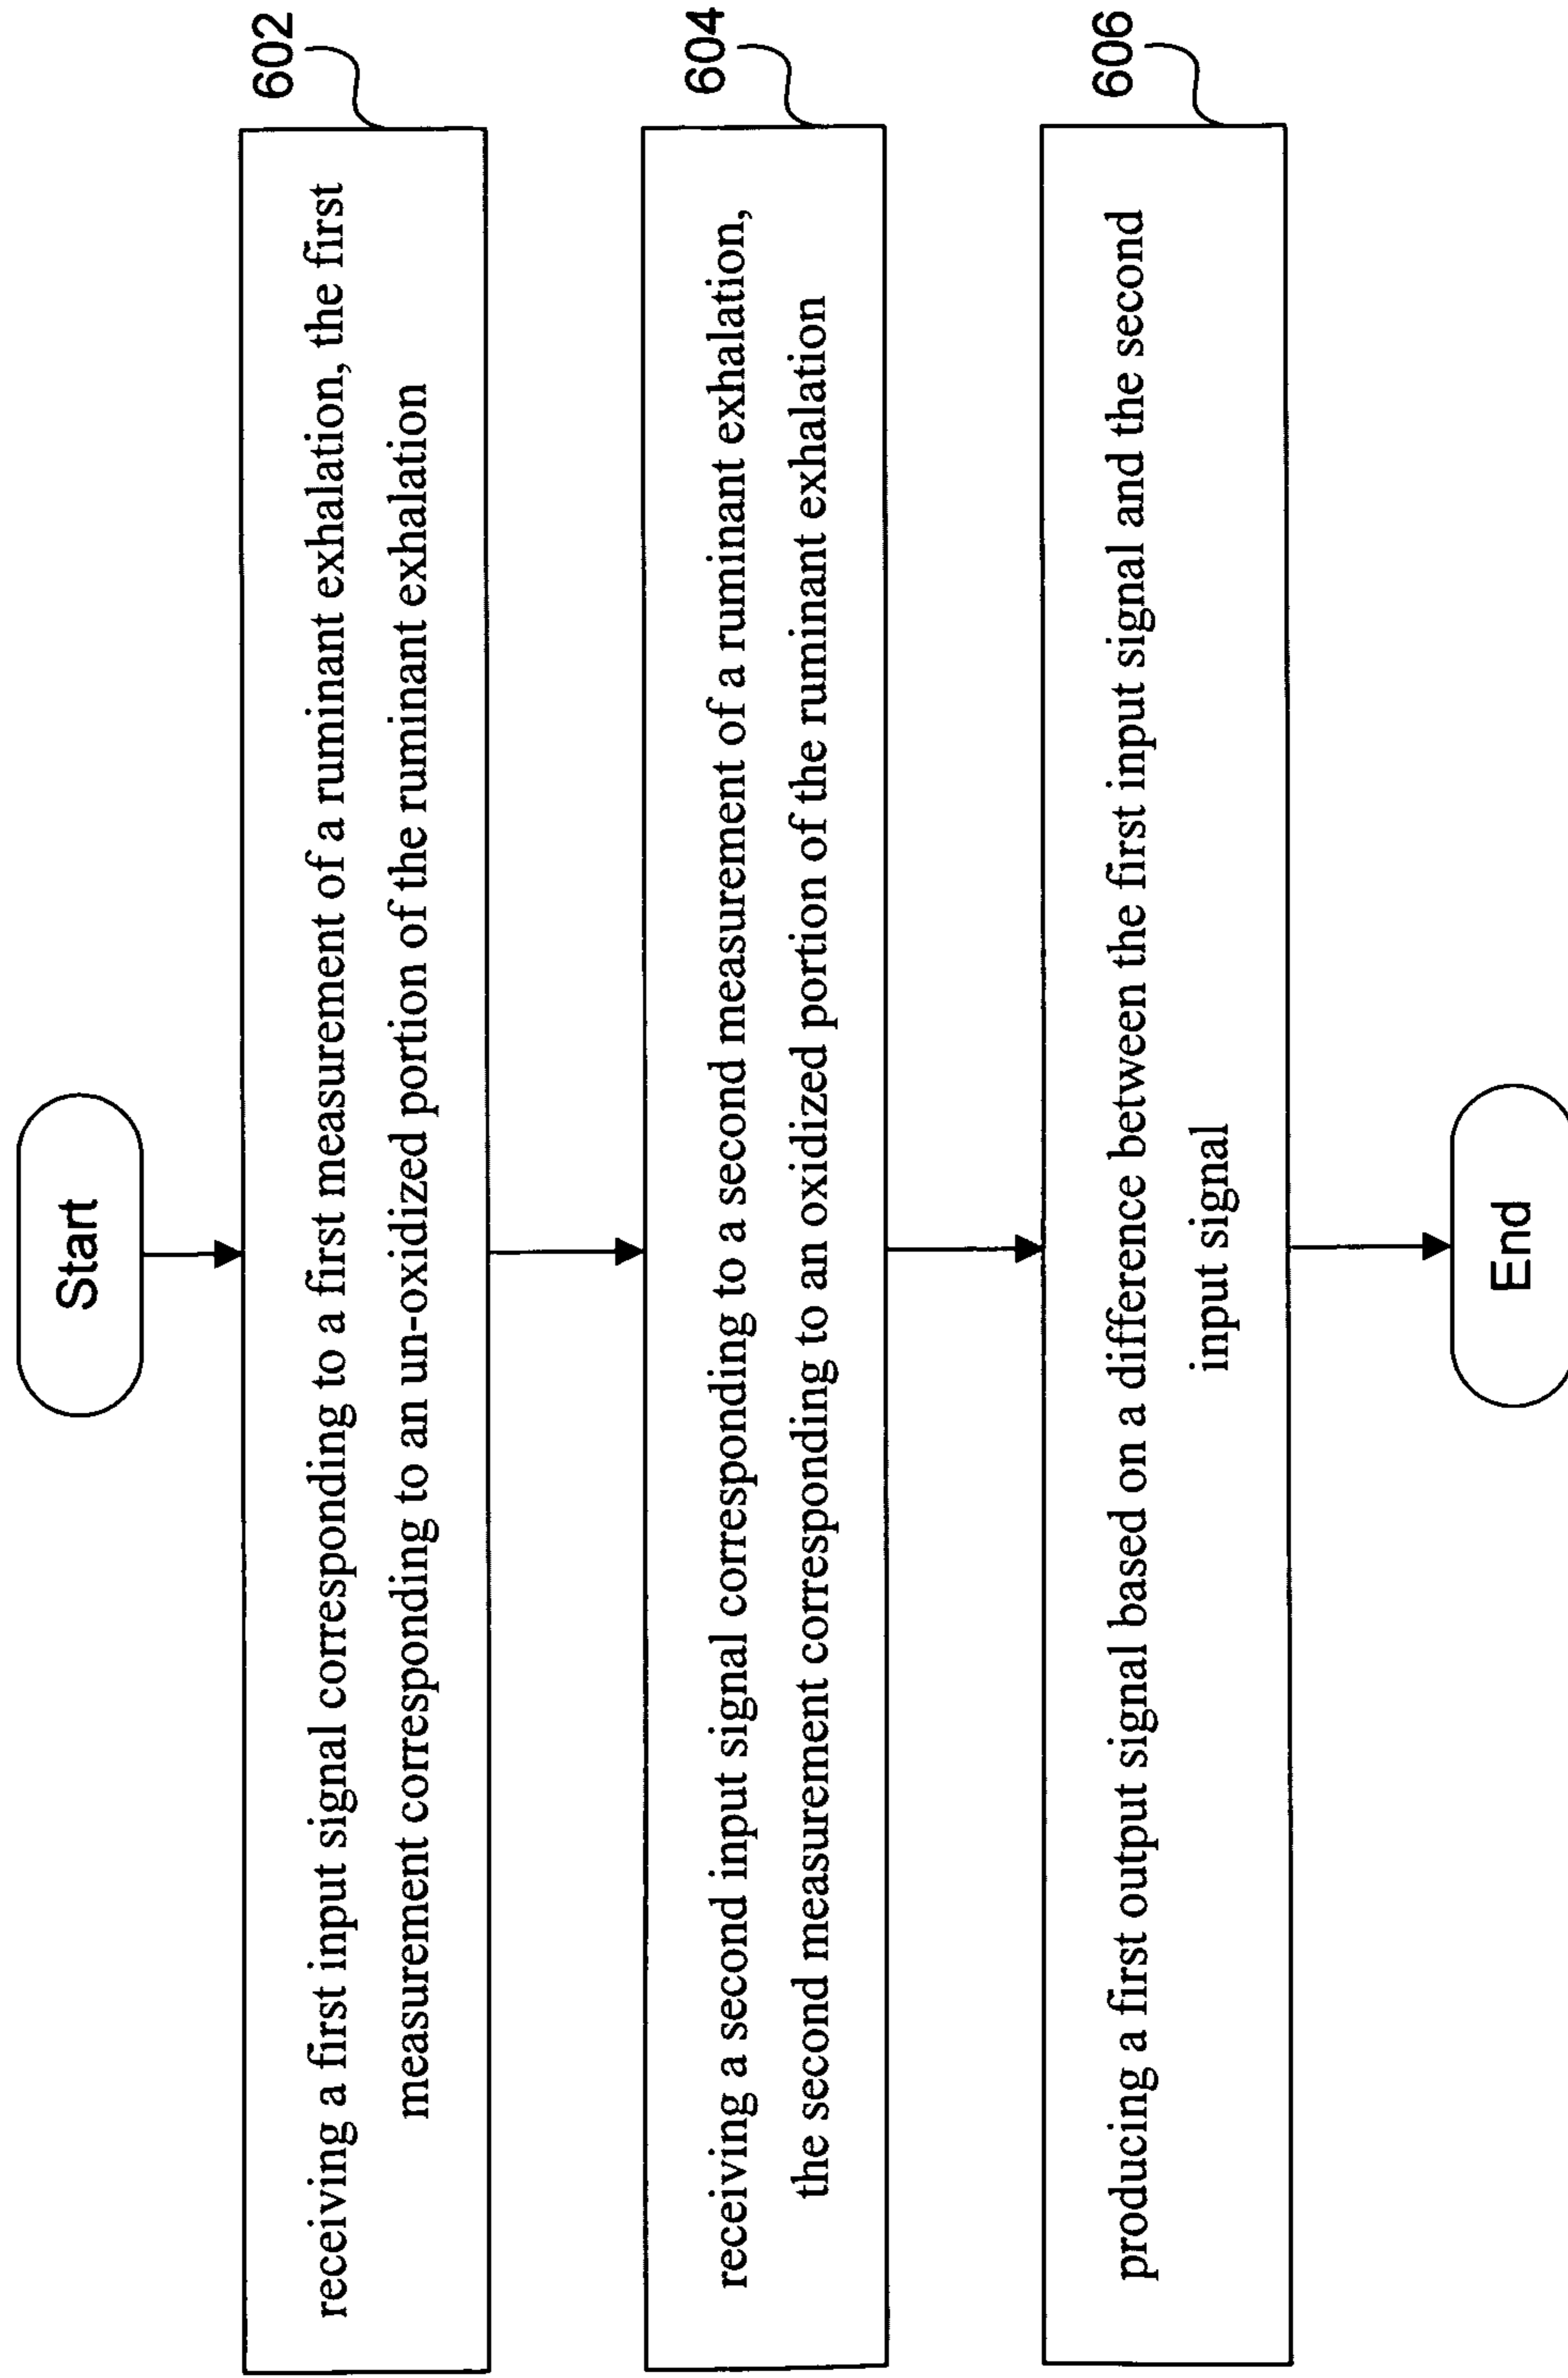 Start
602
receiving a first input signal corresponding to a first measurement of a ruminant exhalation, the first
measurement corresponding to an un-oxidized portion of the ruminant exhalation
604
receiving a second input signal corresponding to a second measurement of a ruminant exhalation,
the second measurement corresponding to an oxidized portion of the ruminant exhalation
606
producing a first output signal based on a difference between the first input signal and the second
input signal
End